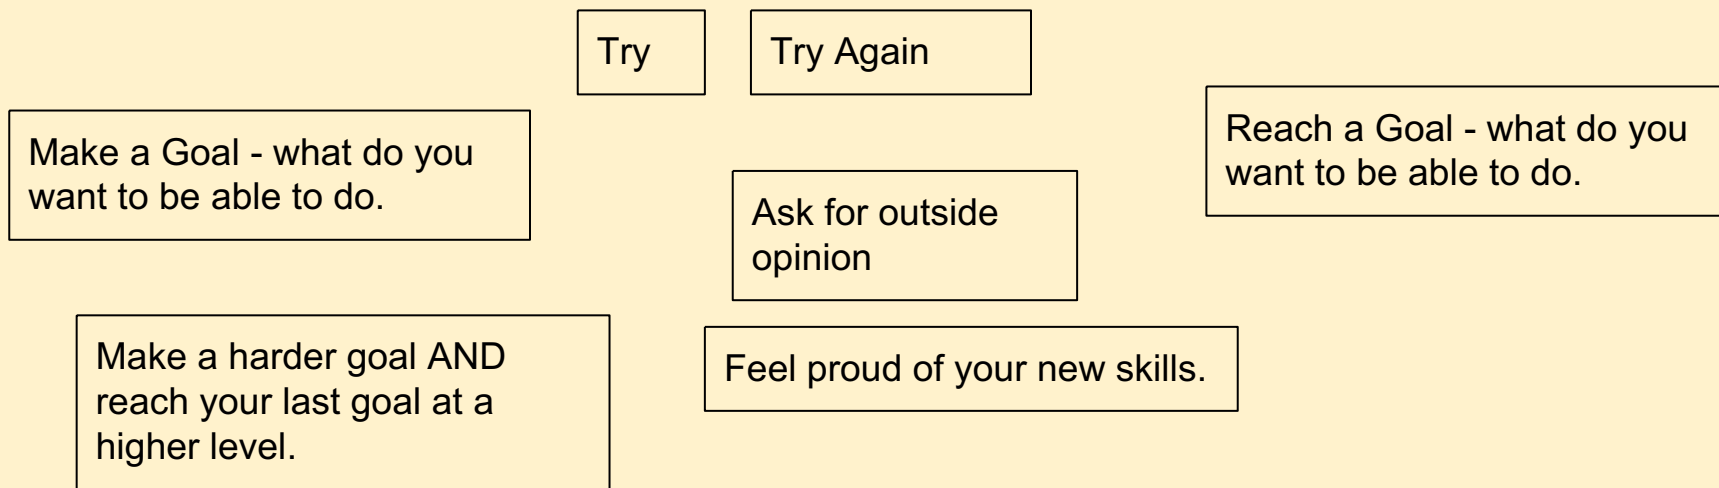 Try
Try Again
Make a Goal - what do you
want to be able to do.
Reach a Goal - what do you
want to be able to do.
Ask for outside
opinion
Make a harder goal AND
reach your last goal at a
higher level.
Feel proud of your new skills.